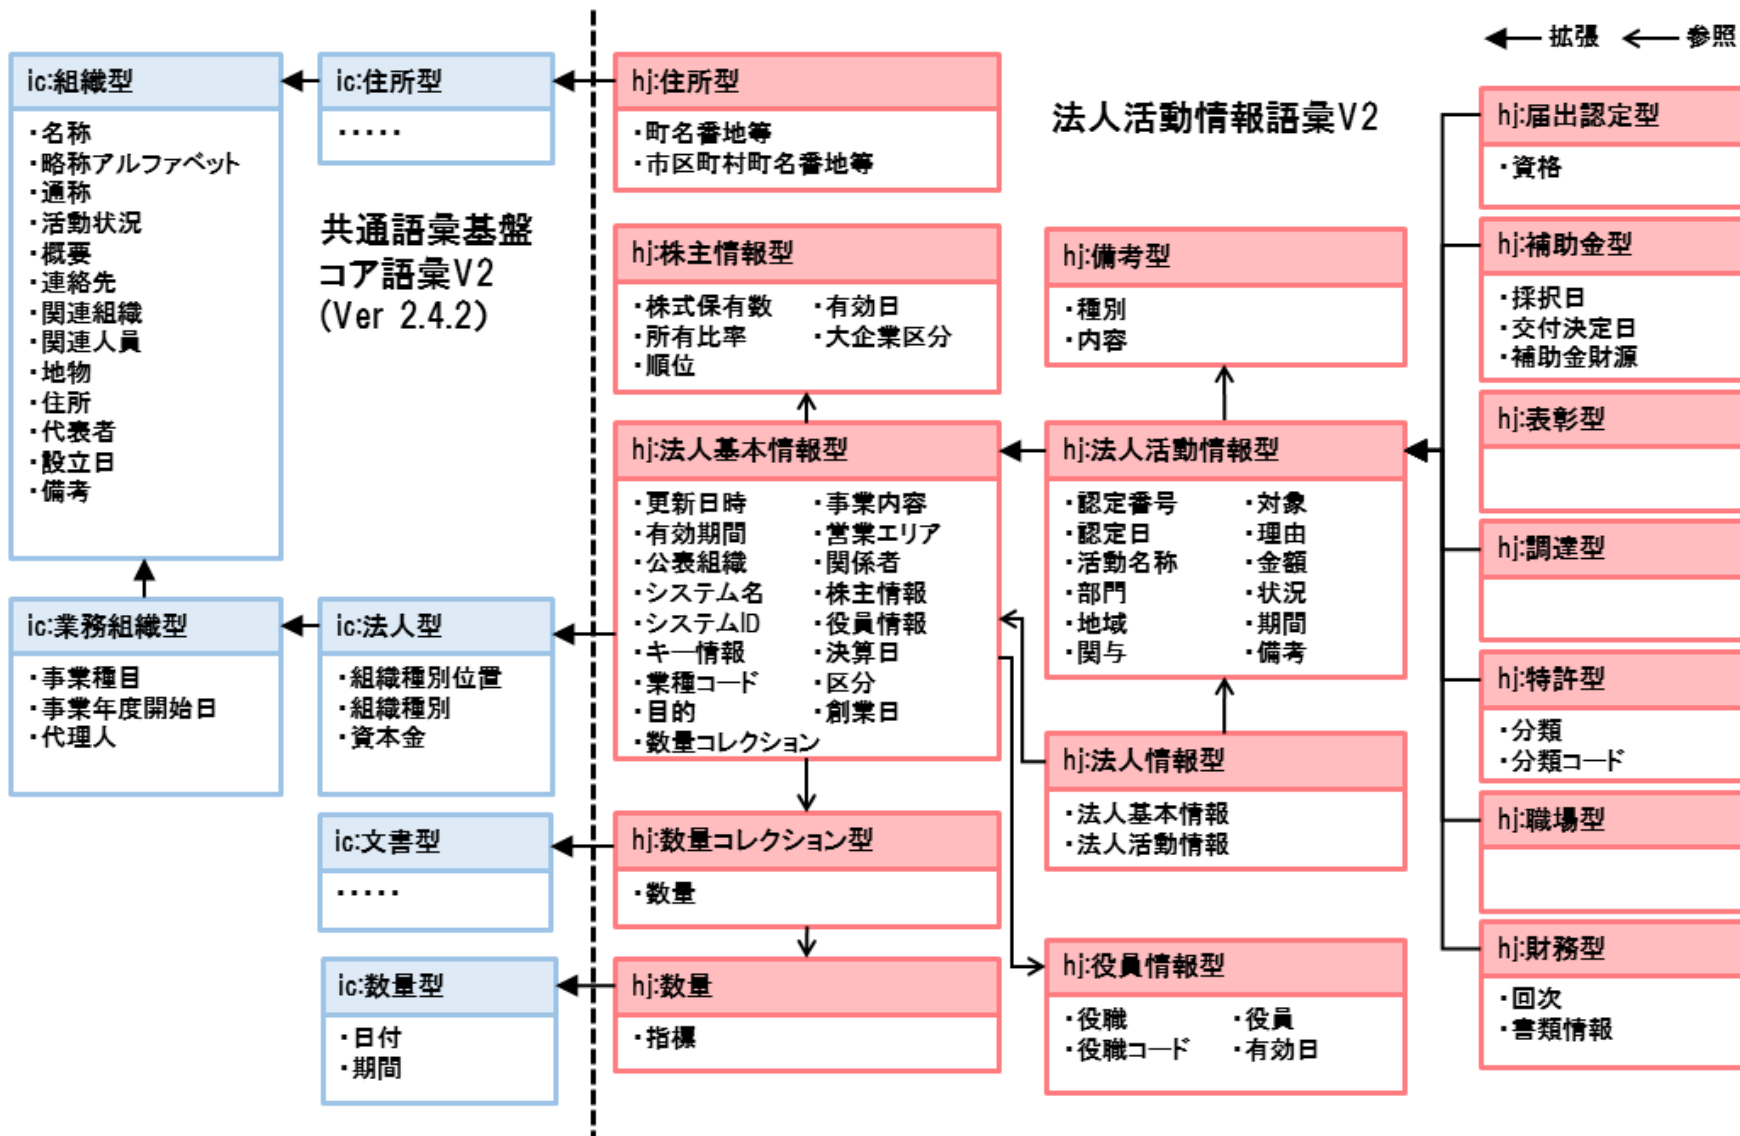 拡張
参照
ic:組織型
・名称
・略称アルファベット
・通称
・活動状況
・概要
・連絡先
・関連組織
・関連人員
・地物
・住所
・代表者
・設立日
・備考
ic:業務組織型
・事業種目
・事業年度開始日
・代理人
ic:住所型
・・・・・
共通語彙基盤
コア語彙V2
(Ver 2.4.2)
ic:法人型
・組織種別位置
・組織種別
・資本金
ic:文書型
・・・・・
ic:数量型
・日付
・期間
hj:住所型
・町名番地等
・市区町村町名番地等
hj:株主情報型
・株式保有数
・所有比率
・順位
・有効日
・大企業区分
hj:法人基本情報型
・更新日時
・有効期間
・公表組織
・システム名
・システムID
・キー情報
・業種コード
・目的
・数量コレクション
・事業内容
・営業エリア
・関係者
・株主情報
・役員情報
・決算日
・区分
・創業日
hj:数量コレクション型
・数量
hj:数量
・指標
法人活動情報語彙V2
hj:備考型
・種別
・内容
hj:法人活動情報型
・認定番号
・認定日
・活動名称
・部門
・地域
・関与
・対象
・理由
・金額
・状況
・期間
・備考
hj:法人情報型
・法人基本情報
・法人活動情報
hj:役員情報型
・役職
・役職コード
・役員
・有効日
hj:届出認定型
・資格
hj:補助金型
・採択日
・交付決定日
・補助金財源
hj:表彰型
hj:調達型
hj:特許型
・分類
・分類コード
hj:職場型
hj:財務型
・回次
・書類情報